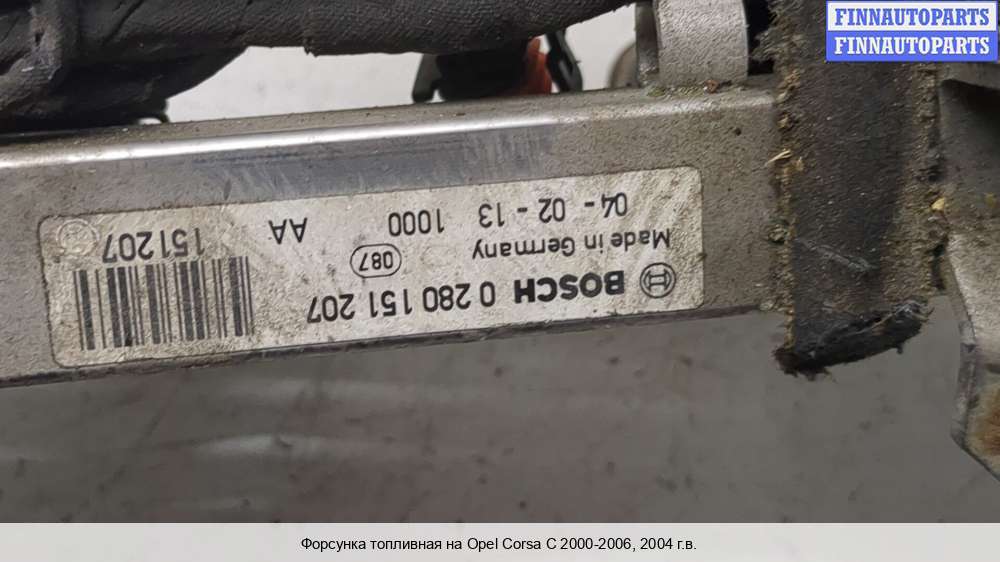 FINNAUTOPARTS
FINNAUTOPARTS
BOSCH 0 280 151 207
Made in Germany
087
04 - 02 - 13 1000 AA
151207
Форсунка топливная на Opel Corsa C 2000-2006, 2004 г.в.